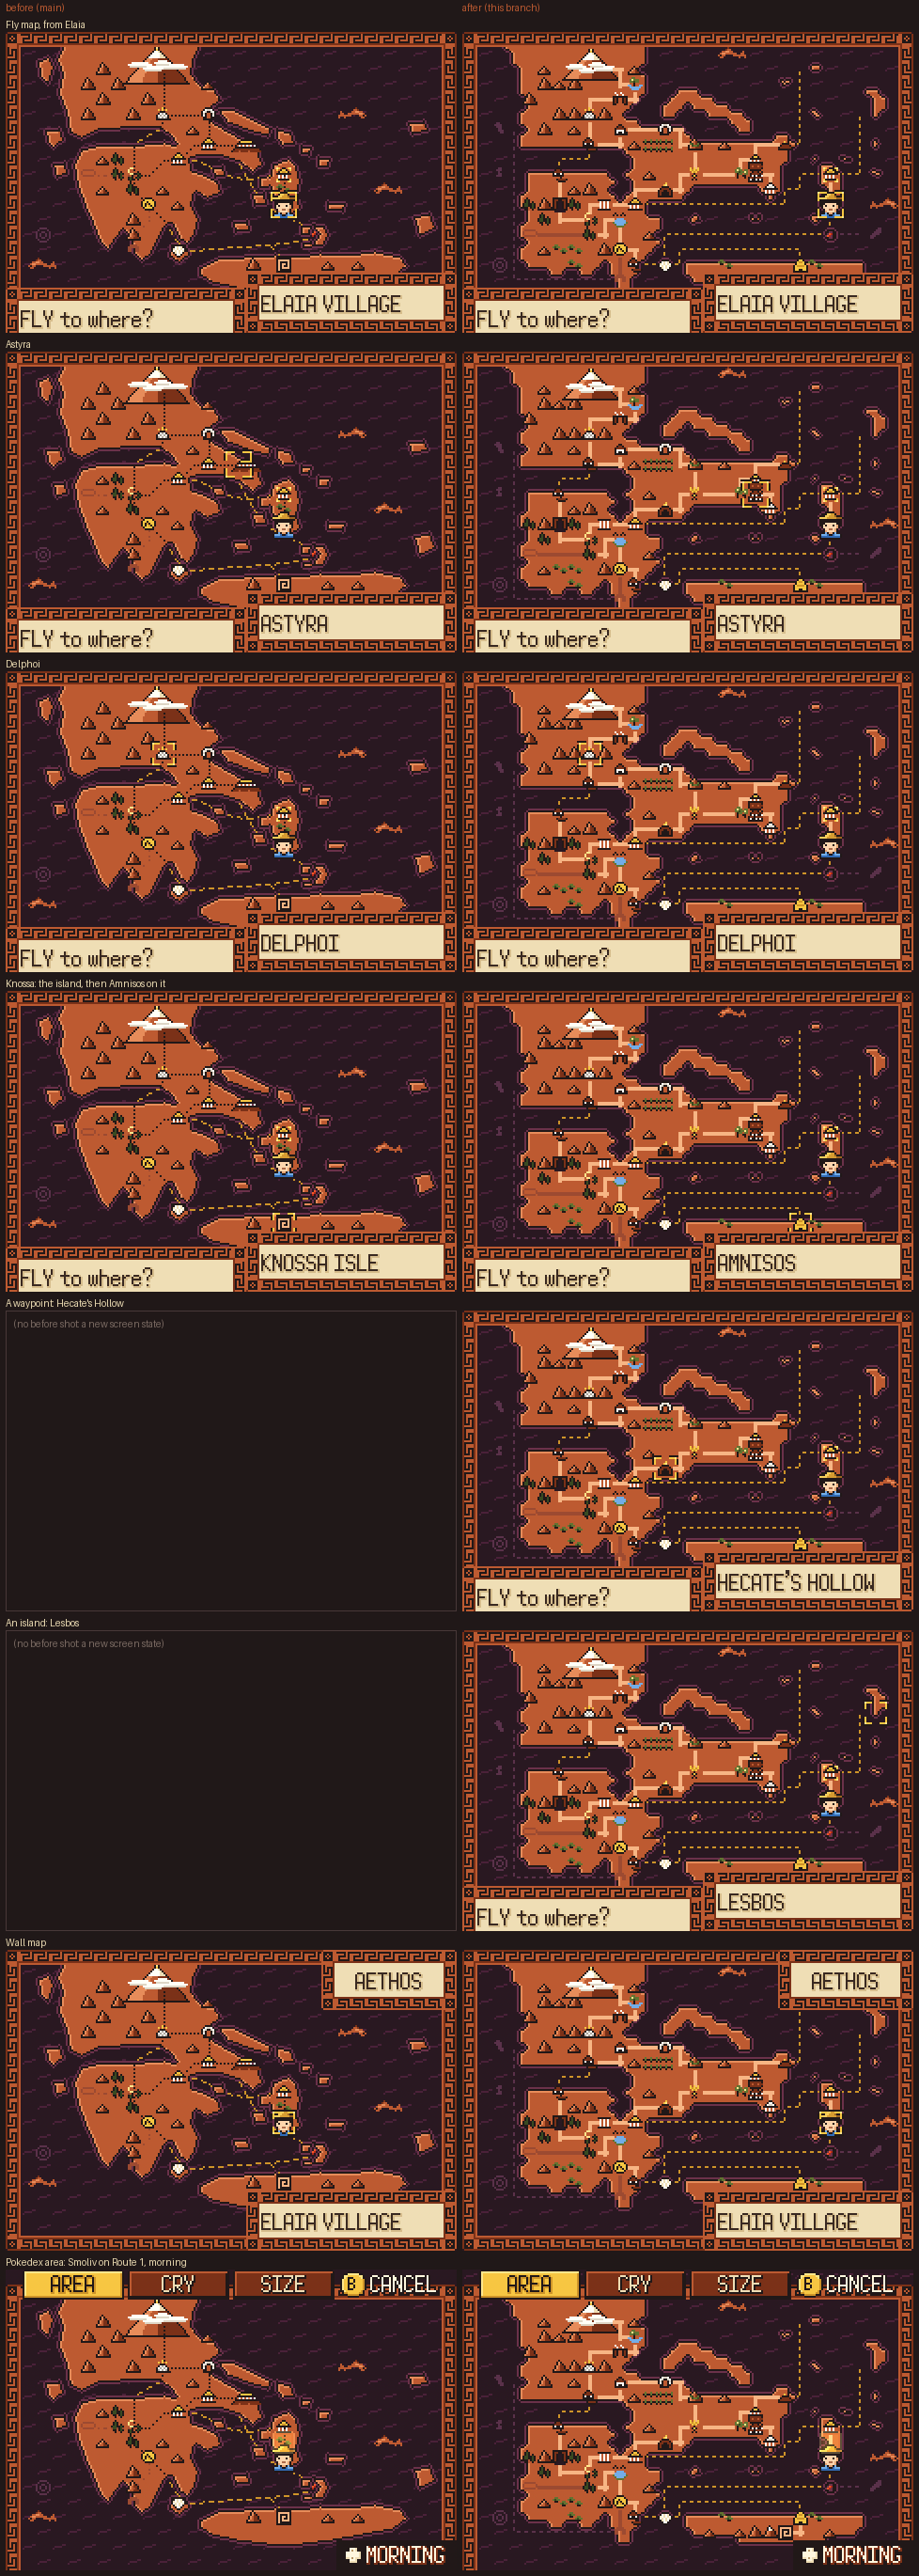 before (main)
after (this branch)
Fly map, from Elaia
FLY to where?
ELAIA VILLAGE
FLY to where?
ELAIA VILLAGE
Astyra
FLY to where?
ASTYRA
FLY to where?
ASTYRA
Delphoi
FLY to where?
DELPHOI
FLY to where?
DELPHOI
Knossa: the island, then Amnisos on it
FLY to where?
KNOSSA ISLE
FLY to where?
AMNISOS
A waypoint: Hecate's Hollow
(no before shot: a new screen state)
FLY to where?
HECATE'S HOLLOW
An island: Lesbos
(no before shot: a new screen state)
FLY to where?
LESBOS
Wall map
AETHOS
ELAIA VILLAGE
AETHOS
ELAIA VILLAGE
Pokedex area: Smoliv on Route 1, morning
AREA CRY SIZE B CANCEL
MORNING
AREA CRY SIZE B CANCEL
MORNING